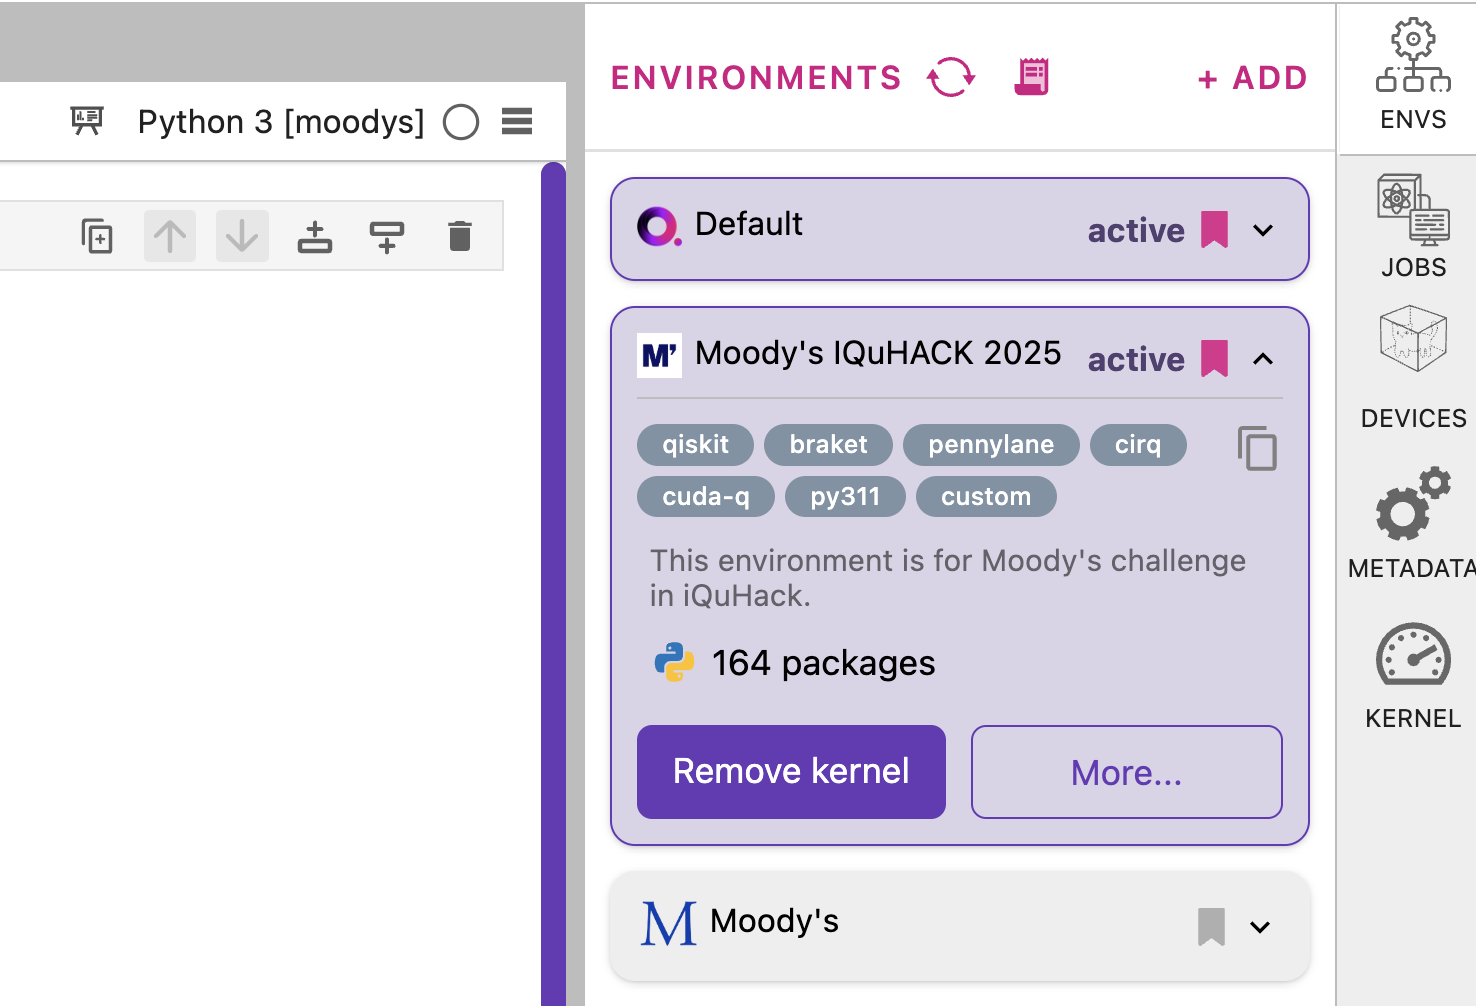 Python 3 [moodys]
ENVIRONMENTS
+ ADD
Default
active
M'
Moody's IQuHACK 2025
active
qiskit
braket
pennylane
cirq
cuda-q
py311
custom
This environment is for Moody's challenge
in iQuHack.
164 packages
Remove kernel
More...
M
Moody's
ENVS
JOBS
DEVICES
METADATA
KERNEL